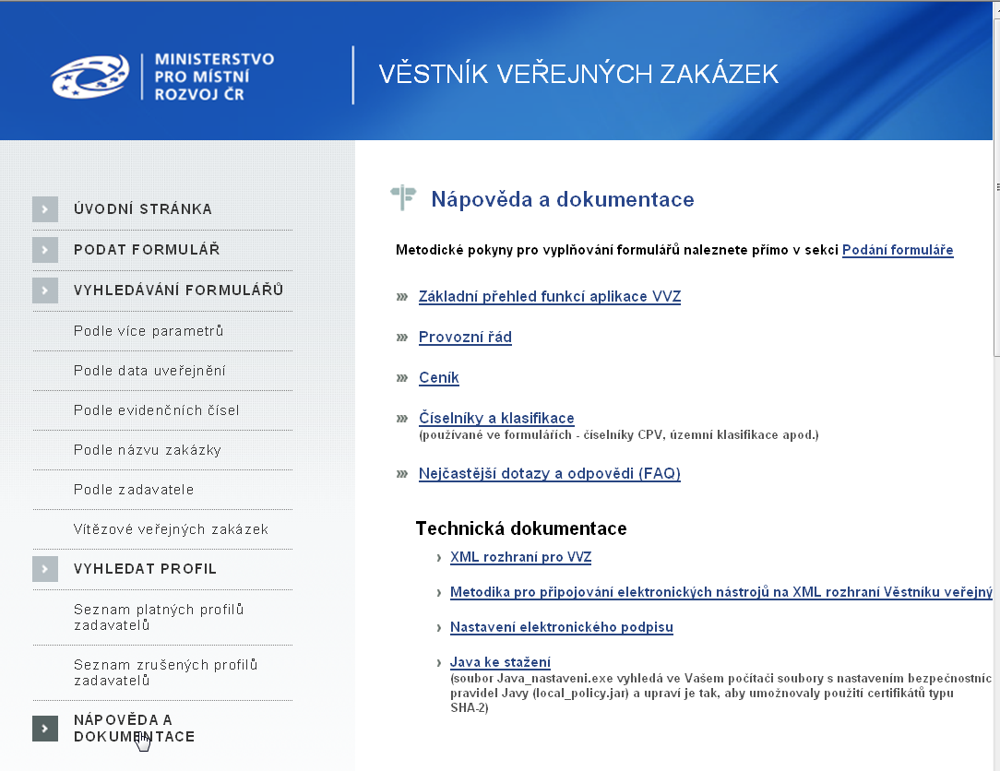 MINISTERSTVO
PRO MÍSTNÍ
ROZVOJ ČR
VĚSTNÍK VEŘEJNÝCH ZAKÁZEK
ÚVODNÍ STRÁNKA
PODAT FORMULÁŘ
VYHLEDÁVÁNÍ FORMULÁŘŮ
Podle více parametrů
Podle data uveřejnění
Podle evidenčních čísel
Podle názvu zakázky
Podle zadavatele
Vítězové veřejných zakázek
VYHLEDAT PROFIL
Seznam platných profilů
zadavatelů
Seznam zrušených profilů
zadavatelů
NÁPOVĚDA A
DOKUMENTACE
Nápověda a dokumentace
Metodické pokyny pro vyplňování formulářů naleznete přímo v sekci Podání formuláře
Základní přehled funkcí aplikace VVZ
Provozní řád
Ceník
Číselníky a klasifikace
(používané ve formulářích - číselníky CPV, územní klasifikace apod.)
Nejčastější dotazy a odpovědi (FAQ)
Technická dokumentace
XML rozhraní pro VVZ
Metodika pro připojování elektronických nástrojů na XML rozhraní Věstníku veřejný
Nastavení elektronického podpisu
Java ke stažení
(soubor Java_nastaveni.exe vyhledá ve Vašem počítači soubory s nastavením bezpečnostníc
pravidel Javy (local_policy.jar) a upraví je tak, aby umožnovaly použití certifikátů typu
SHA-2)